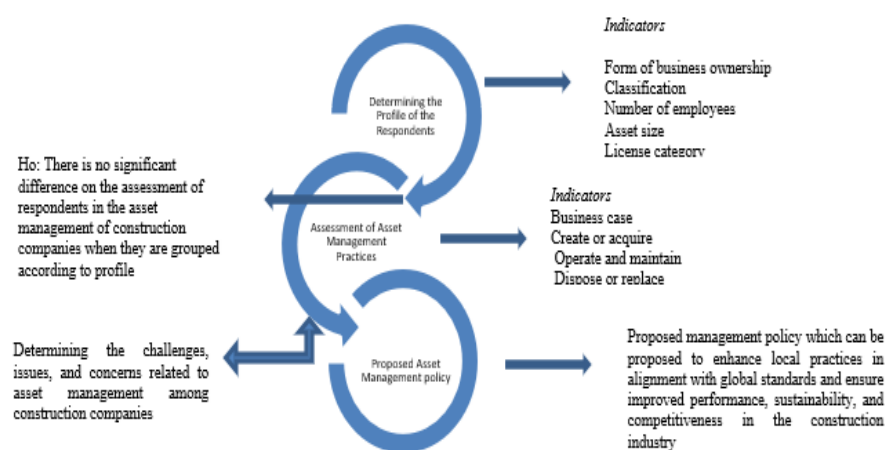 Indicators
Form of business ownership
Classification
Number of employees
Asset size
License category
Determining the
Profile of the
Respondents
Ho: There is no significant
difference on the assessment of
respondents in the asset
management of construction
companies when they are grouped
according to profile
Indicators
Business case
Create or acquire
Operate and maintain
Dispose or replace
Assessment of Asset
Management
Practices
Determining the challenges,
issues, and concerns related to
asset management among
construction companies
Proposed Asset
Management policy
Proposed management policy which can be
proposed to enhance local practices in
alignment with global standards and ensure
improved performance, sustainability, and
competitiveness in the construction
industry